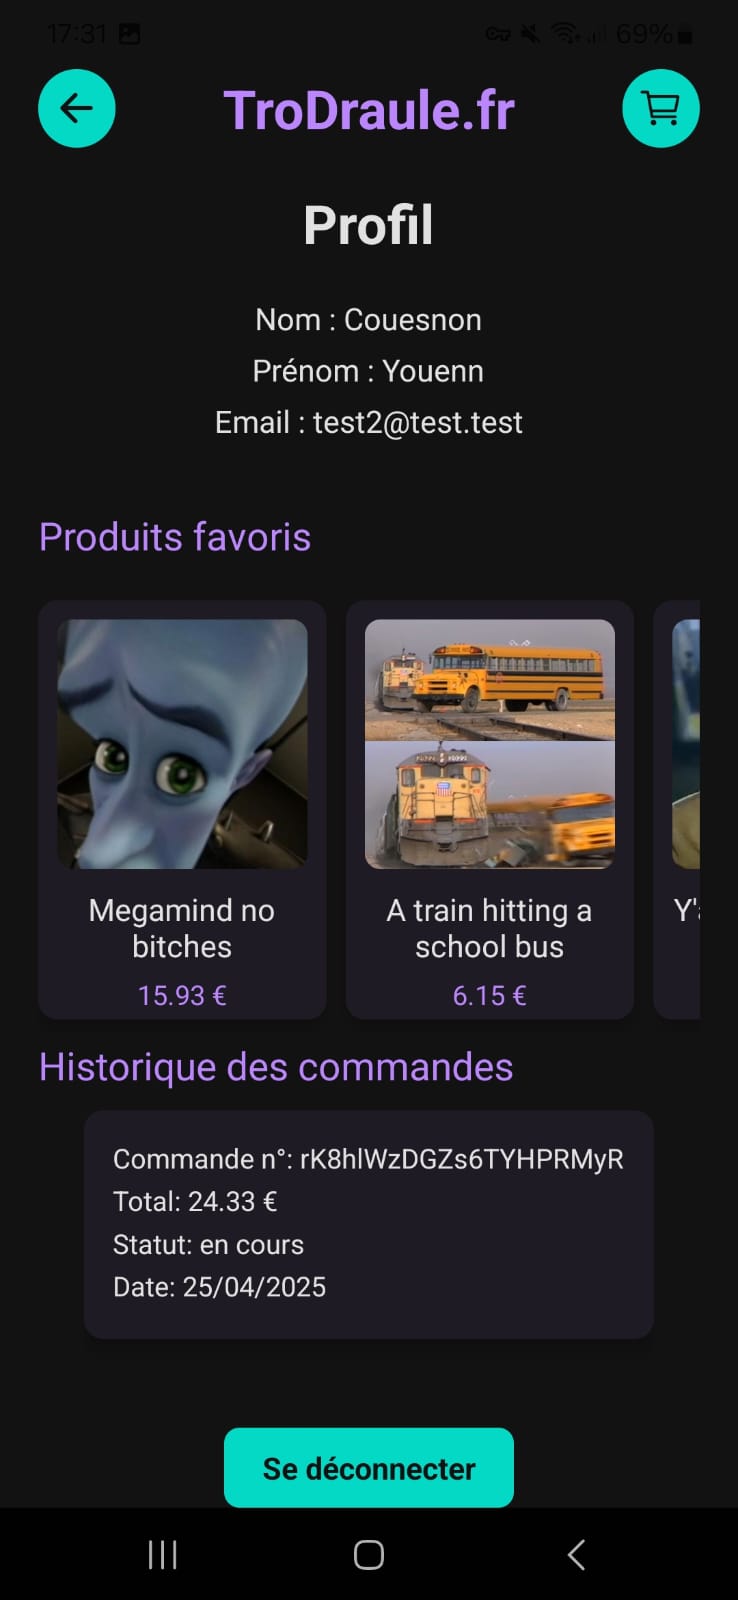 17:31 69%
TroDraule.fr
Profil
Nom : Couesnon
Prénom : Youenn
Email : test2@test.test
Produits favoris
Megamind no
bitches
15.93 €
A train hitting a
school bus
6.15 €
Historique des commandes
Commande n°: rK8hlWzDGZs6TYHPRMyR
Total: 24.33 €
Statut: en cours
Date: 25/04/2025
Se déconnecter